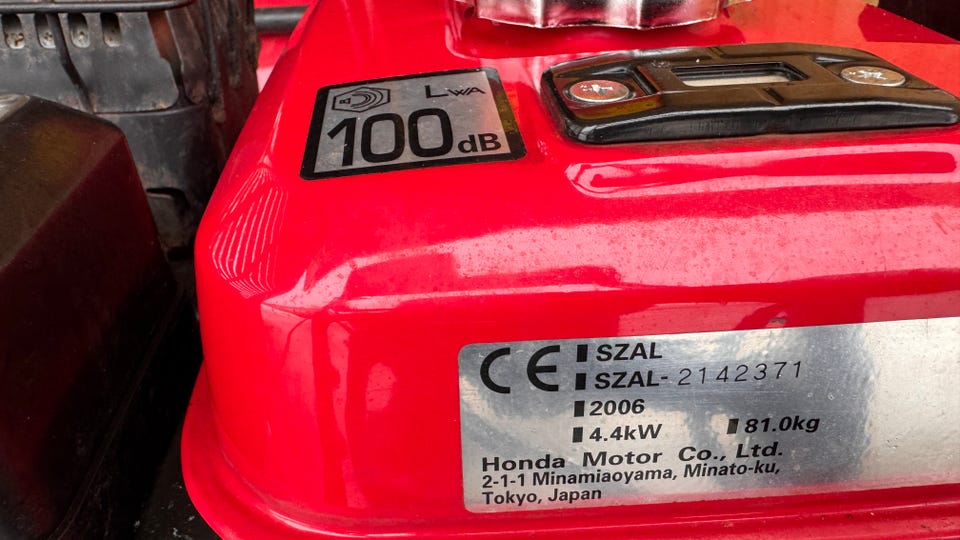 LWA
100dB
CE SZAL
SZAL- 2142371
2006
4.4kW 81.0kg
Honda Motor Co., Ltd.
2-1-1 Minamiaoyama, Minato-ku,
Tokyo, Japan